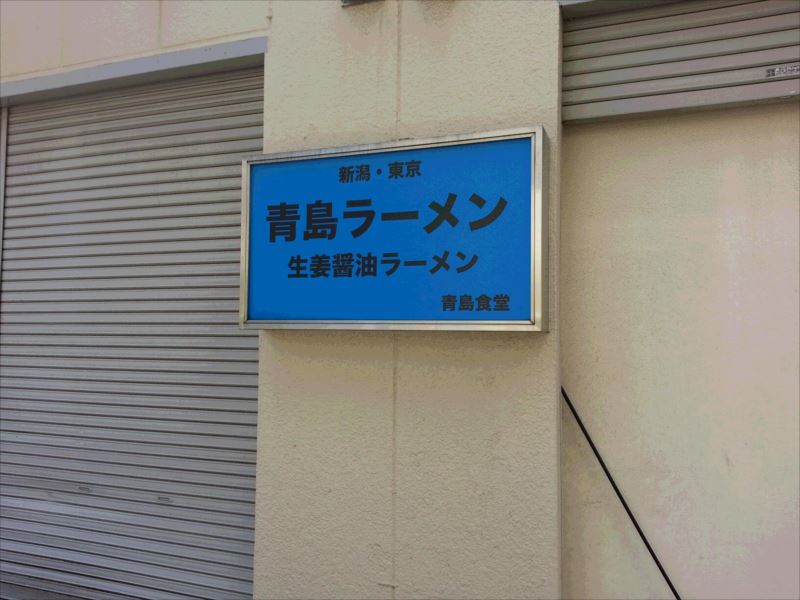 新潟・東京
青島ラーメン
生姜醤油ラーメン
青島食堂